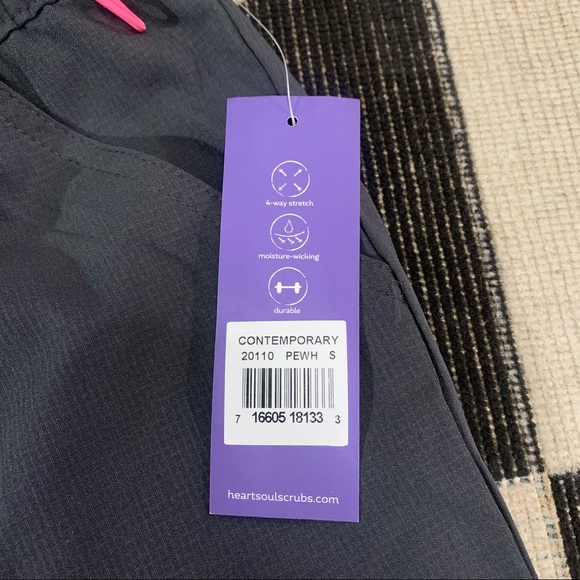 4-way stretch
moisture-wicking
durable
CONTEMPORARY
20110 PEWH S
7 16605 18133 3
heartsoulscrubs.com